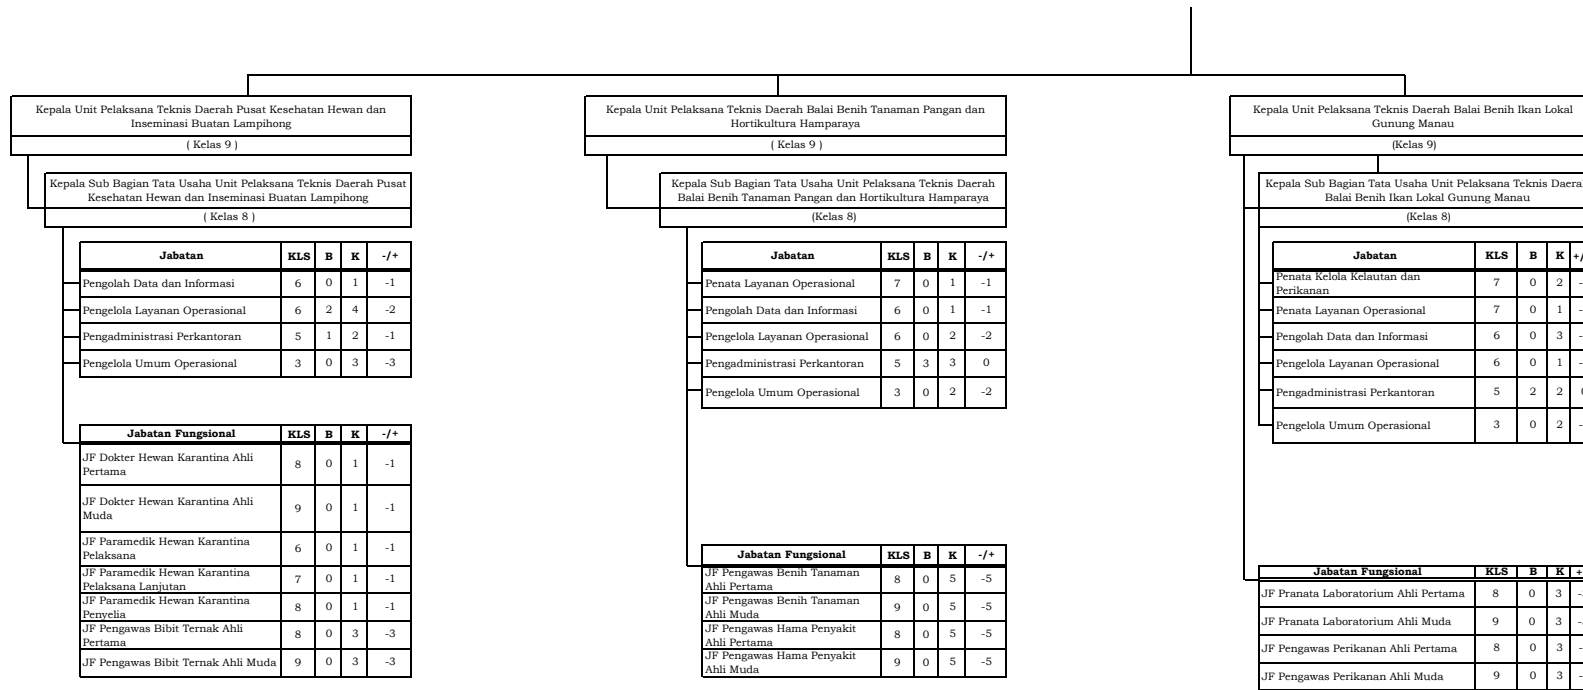 Kepala Unit Pelaksana Teknis Daerah Pusat Kesehatan Hewan dan
Inseminasi Buatan Lampihong
( Kelas 9 )
Kepala Sub Bagian Tata Usaha Unit Pelaksana Teknis Daerah Pusat
Kesehatan Hewan dan Inseminasi Buatan Lampihong
( Kelas 8 )
Jabatan KLS B K -/+
Pengolah Data dan Informasi 6 0 1 -1
Pengelola Layanan Operasional 6 2 4 -2
Pengadministrasi Perkantoran 5 1 2 -1
Pengelola Umum Operasional 3 0 3 -3
Jabatan Fungsional KLS B K -/+
JF Dokter Hewan Karantina Ahli
Pertama 8 0 1 -1
JF Dokter Hewan Karantina Ahli
Muda 9 0 1 -1
JF Paramedik Hewan Karantina
Pelaksana 6 0 1 -1
JF Paramedik Hewan Karantina
Pelaksana Lanjutan 7 0 1 -1
JF Paramedik Hewan Karantina
Penyelia 8 0 1 -1
JF Pengawas Bibit Ternak Ahli
Pertama 8 0 3 -3
JF Pengawas Bibit Ternak Ahli Muda 9 0 3 -3
Kepala Unit Pelaksana Teknis Daerah Balai Benih Tanaman Pangan dan
Hortikultura Hamparaya
( Kelas 9 )
Kepala Sub Bagian Tata Usaha Unit Pelaksana Teknis Daerah
Balai Benih Tanaman Pangan dan Hortikultura Hamparaya
(Kelas 8)
Jabatan KLS B K -/+
Penata Layanan Operasional 7 0 1 -1
Pengolah Data dan Informasi 6 0 1 -1
Pengelola Layanan Operasional 6 0 2 -2
Pengadministrasi Perkantoran 5 3 3 0
Pengelola Umum Operasional 3 0 2 -2
Jabatan Fungsional KLS B K -/+
JF Pengawas Benih Tanaman
Ahli Pertama 8 0 5 -5
JF Pengawas Benih Tanaman
Ahli Muda 9 0 5 -5
JF Pengawas Hama Penyakit
Ahli Pertama 8 0 5 -5
JF Pengawas Hama Penyakit
Ahli Muda 9 0 5 -5
Kepala Unit Pelaksana Teknis Daerah Balai Benih Ikan Lokal
Gunung Manau
(Kelas 9)
Kepala Sub Bagian Tata Usaha Unit Pelaksana Teknis
Balai Benih Ikan Lokal Gunung Manau
(Kelas 8)
Jabatan KLS B K
Penata Kelola Kelautan dan
Perikanan 7 0 2
Penata Layanan Operasional 7 0 1
Pengolah Data dan Informasi 6 0 3
Pengelola Layanan Operasional 6 0 1
Pengadministrasi Perkantoran 5 2 2
Pengelola Umum Operasional 3 0 2
Jabatan Fungsional KLS B K
JF Pranata Laboratorium Ahli Pertama 8 0 3
JF Pranata Laboratorium Ahli Muda 9 0 3
JF Pengawas Perikanan Ahli Pertama 8 0 3
JF Pengawas Perikanan Ahli Muda 9 0 3